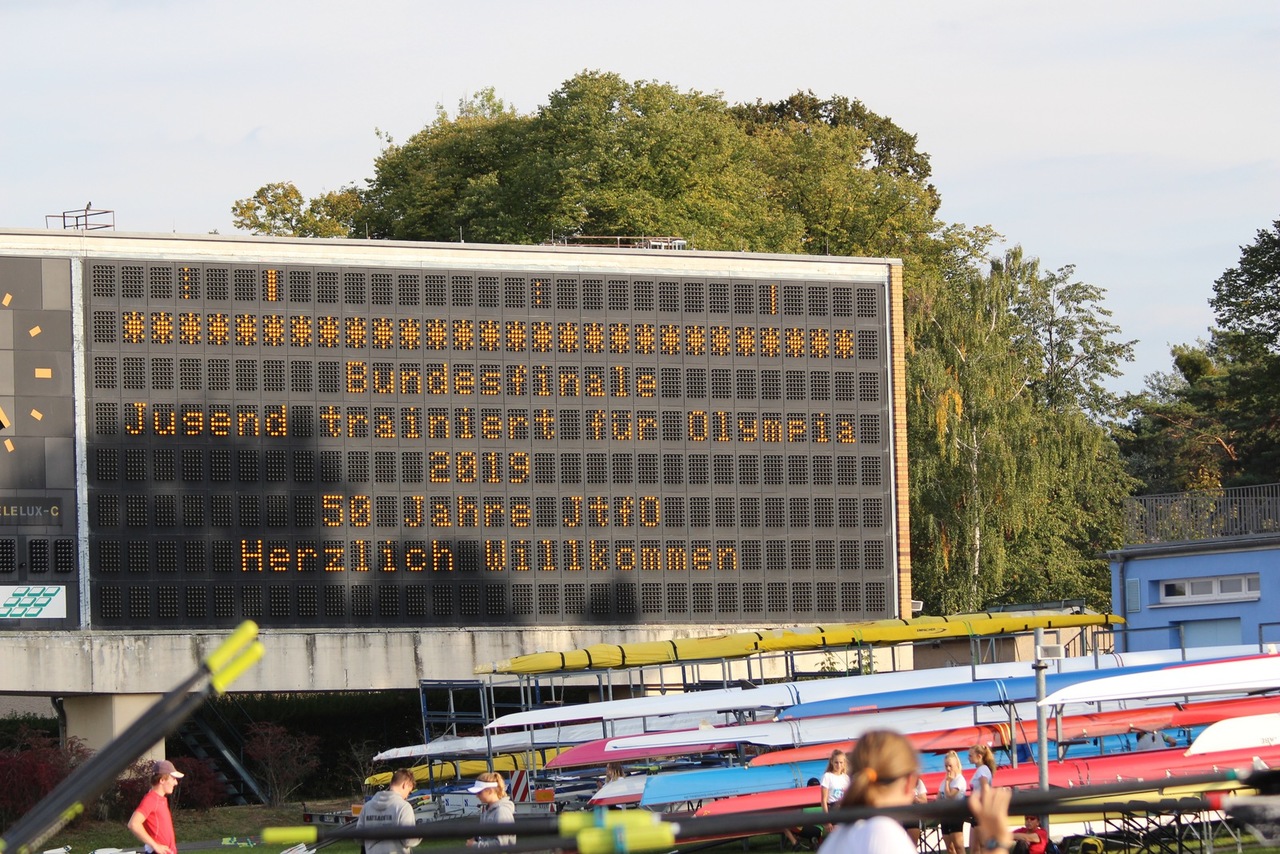 ****************************
Bundesfinale
Jugend trainiert für Olympia
2019
50 Jahre JtfO
Herzlich Willkommen
ELELUX-C